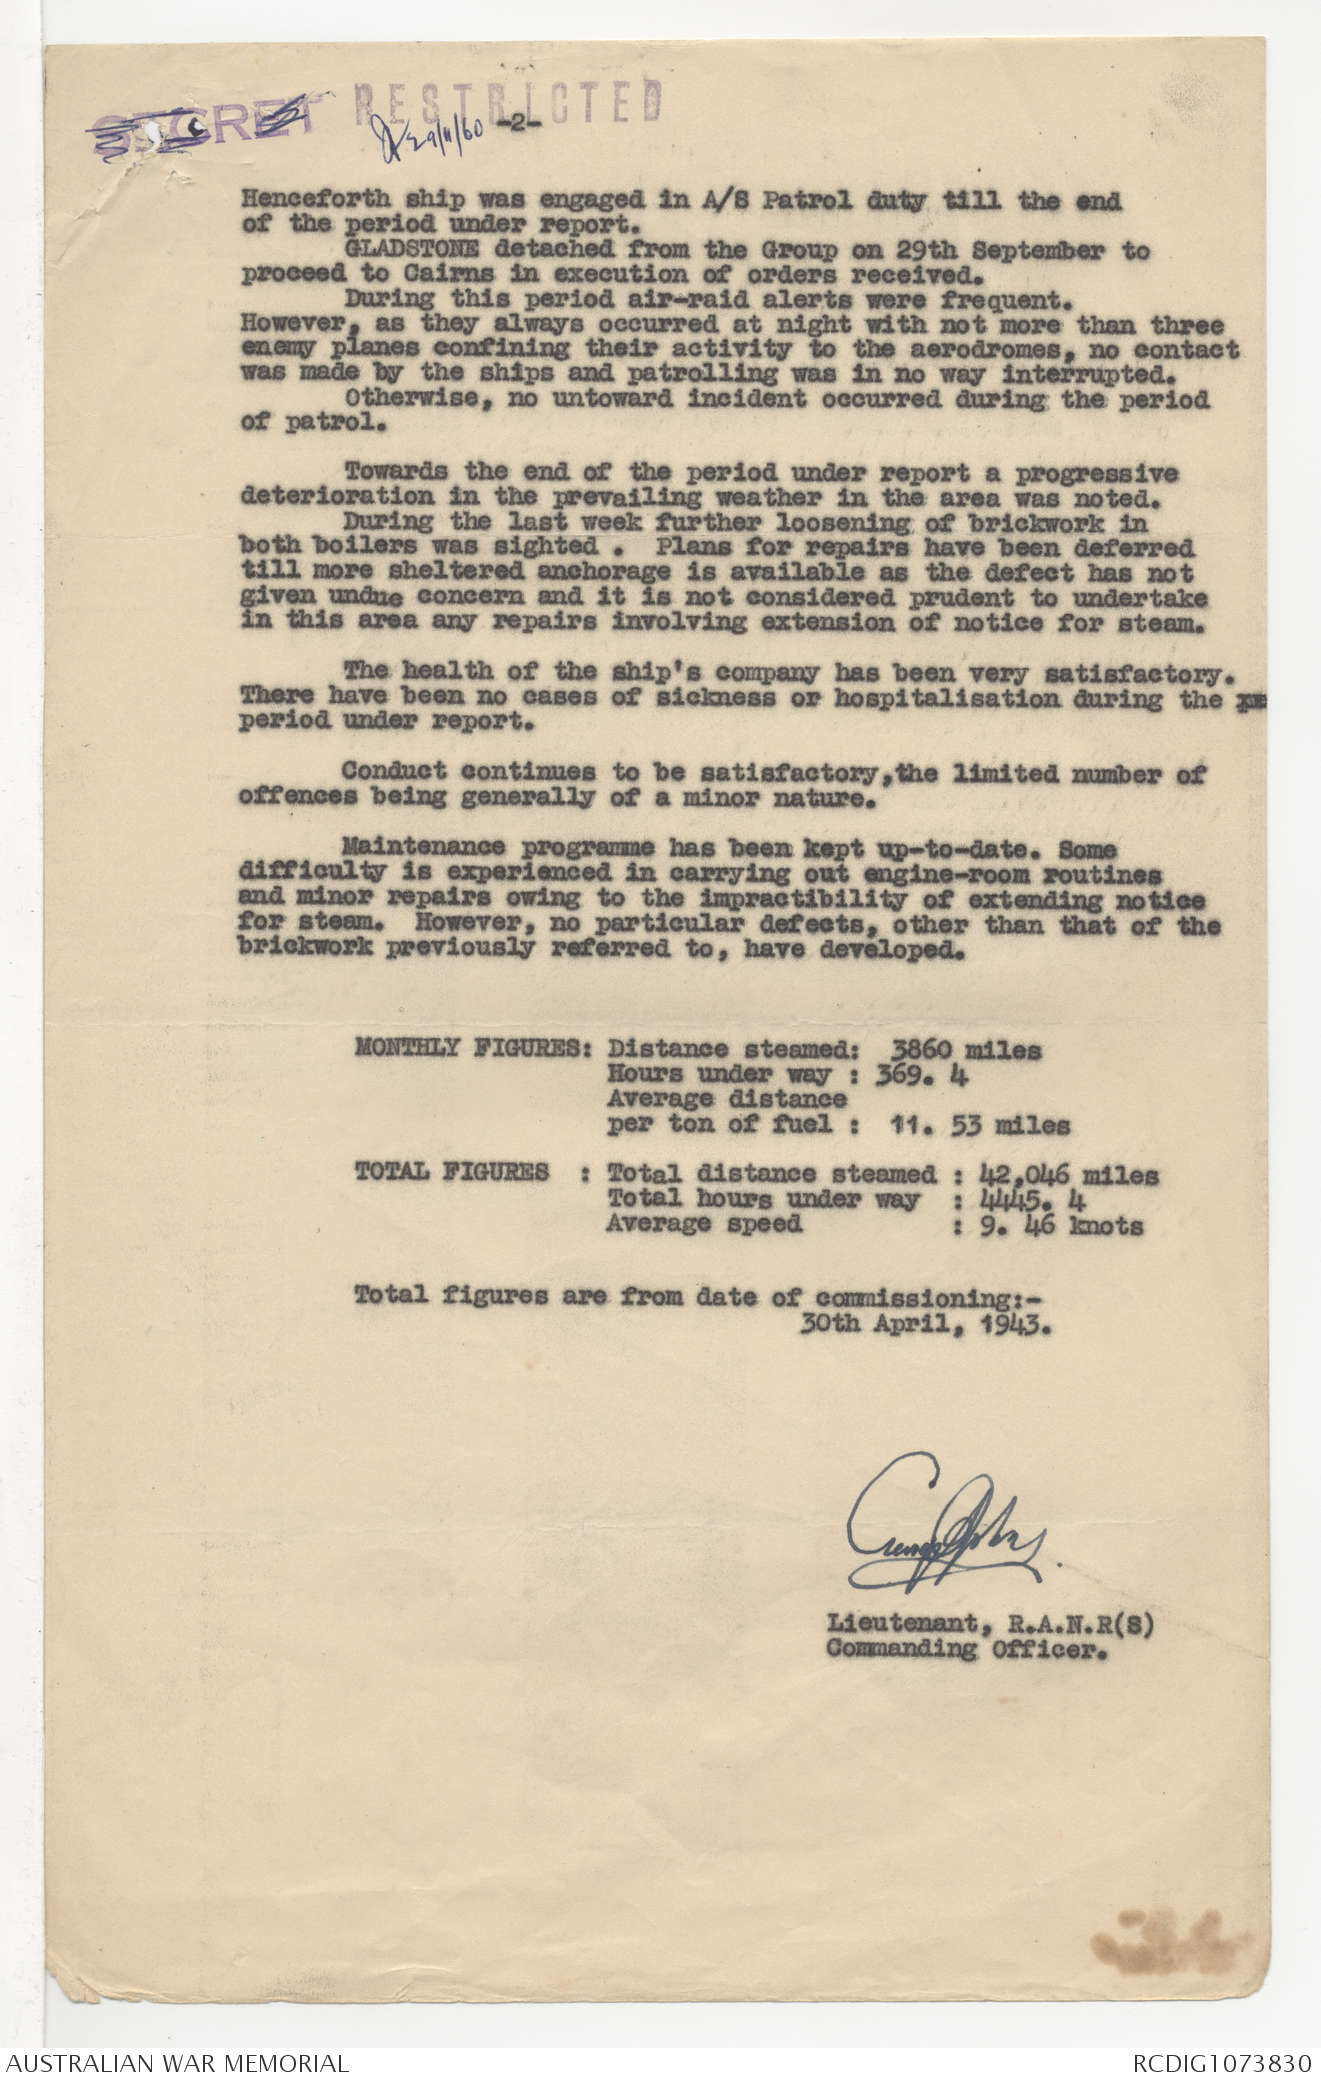 SECRET RESTRICTED
29/11/60 -2-
Henceforth ship was engaged in A/S Patrol duty till the end
of the period under report.
GLADSTONE detached from the Group on 29th September to
proceed to Cairns in execution of orders received.
During this period air-raid alerts were frequent.
However, as they always occurred at night with not more than three
enemy planes confining their activity to the aerodromes, no contact
was made by the ships and patrolling was in no way interrupted.
Otherwise, no untoward incident occurred during the period
of patrol.
Towards the end of the period under report a progressive
deterioration in the prevailing weather in the area was noted.
During the last week further loosening of brickwork in
both boilers was sighted . Plans for repairs have been deferred
till more sheltered anchorage is available as the defect has not
given undue concern and it is not considered prudent to undertake
in this area any repairs involving extension of notice for steam.
The health of the ship's company has been very satisfactory.
There have been no cases of sickness or hospitalisation during the
period under report.
Conduct continues to be satisfactory,the limited number of
offences being generally of a minor nature.
Maintenance programme has been kept up-to-date. Some
difficulty is experienced in carrying out engine-room routines
and minor repairs owing to the impractibility of extending notice
for steam. However, no particular defects, other than that of the
brickwork previously referred to, have developed.
MONTHLY FIGURES: Distance steamed: 3860 miles
Hours under way : 369. 4
Average distance
per ton of fuel : 11. 53 miles
TOTAL FIGURES : Total distance steamed : 42,046 miles
Total hours under way : 4445. 4
Average speed : 9. 46 knots
Total figures are from date of commissioning:-
30th April, 1943.
Lieutenant, R.A.N.R(S)
Commanding Officer.
AUSTRALIAN WAR MEMORIAL RCDIG1073830